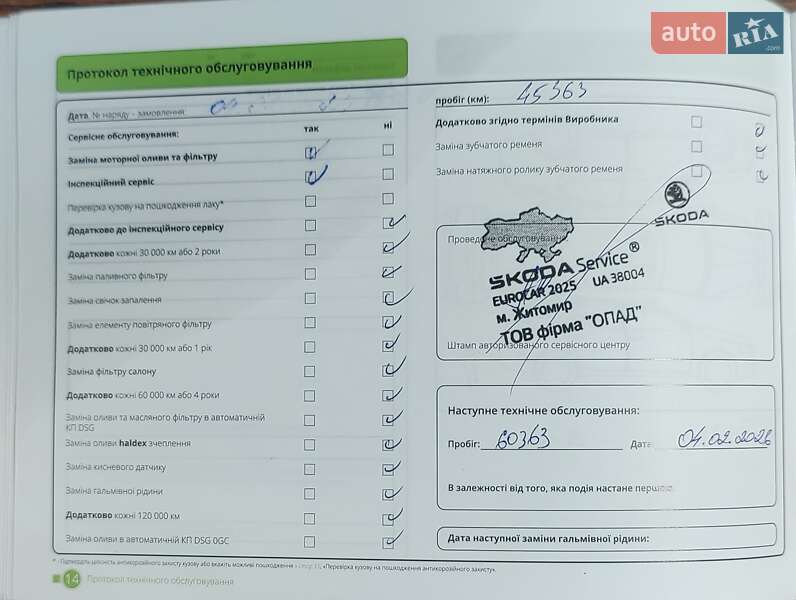 auto RIA .com
Протокол технічного обслуговування
Дата № наряду - замовлення
Сервісне обслуговування: так ні
Заміна моторної оливи та фільтру
Інспекційний сервіс
Перевірка кузову на пошкодження лаку*
Додатково до інспекційного сервісу
Додатково кожні 30 000 км або 2 роки
Заміна паливного фільтру
Заміна свічок запалення
Заміна елементу повітряного фільтру
Додатково кожні 30 000 км або 1 рік
Заміна фільтру салону
Додатково кожні 60 000 км або 4 роки
Заміна оливи та масляного фільтру в автоматичній
КП DSG
Заміна оливи haldex зчеплення
Заміна кисневого датчику
Заміна гальмівної рідини
Додатково кожні 120 000 км
Заміна оливи в автоматичній КП DSG 0GC
пробіг (км): 45363
Додатково згідно термінів Виробника
Заміна зубчатого ременя
Заміна натяжного ролику зубчатого ременя
ŠKODA
Проведене обслуговування:
ŠKODA Service®
EUROCAR 2025 UA 38004
м. Житомир
ТОВ фірма "ОПАД"
Штамп авторизованого сервісного центру
Наступне технічне обслуговування:
Пробіг: 60363 Дата 04.02.2026
В залежності від того, яка подія настане першою.
Дата наступної заміни гальмівної рідини:
14 Протокол технічного обслуговування